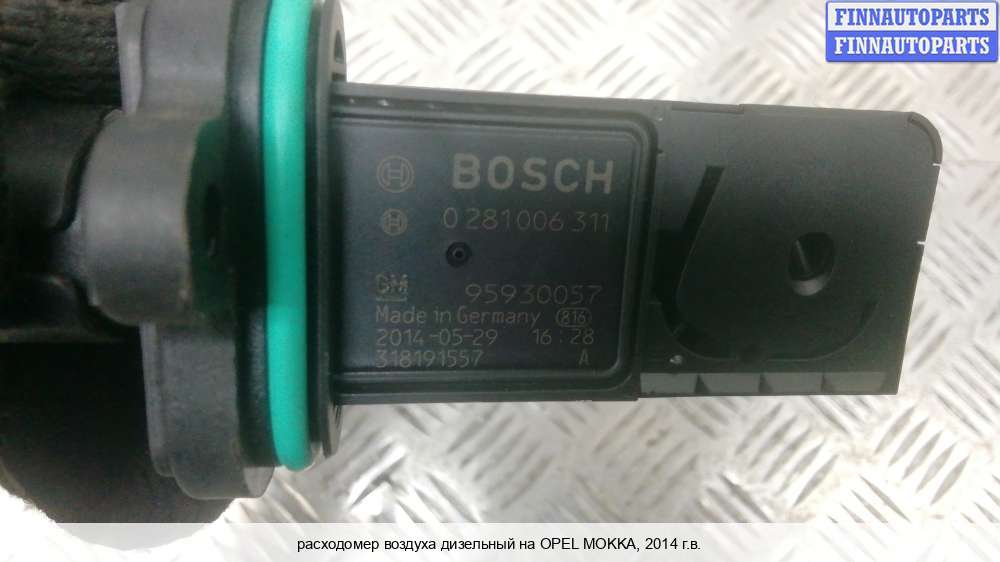 FINNAUTOPARTS
FINNAUTOPARTS
BOSCH
0 281 006 311
GM 95930057
Made in Germany 816
2014-05-29 16:28
318191557 A
расходомер воздуха дизельный на OPEL MOKKA, 2014 г.в.